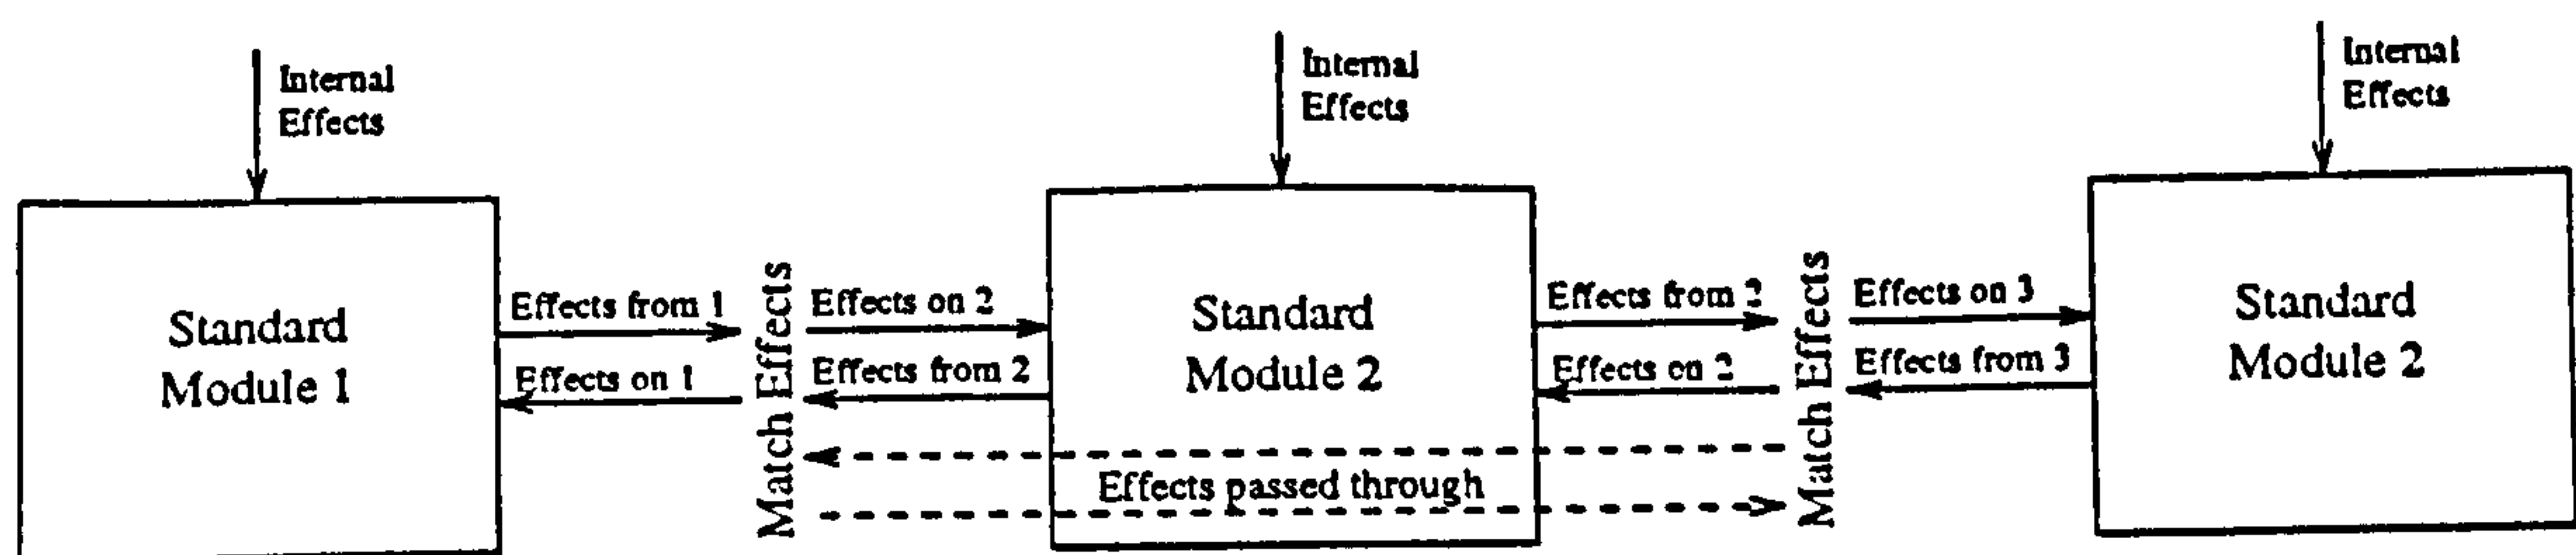 Internal
Effects
Internal
Effects
Internal
Effects
Standard
Module 1
Effects from 1
Effects on 1
Match Effects
Effects on 2
Effects from 2
Standard
Module 2
Effects passed through
Effects from 2
Effects on 2
Match Effects
Effects on 3
Effects from 3
Standard
Module 2